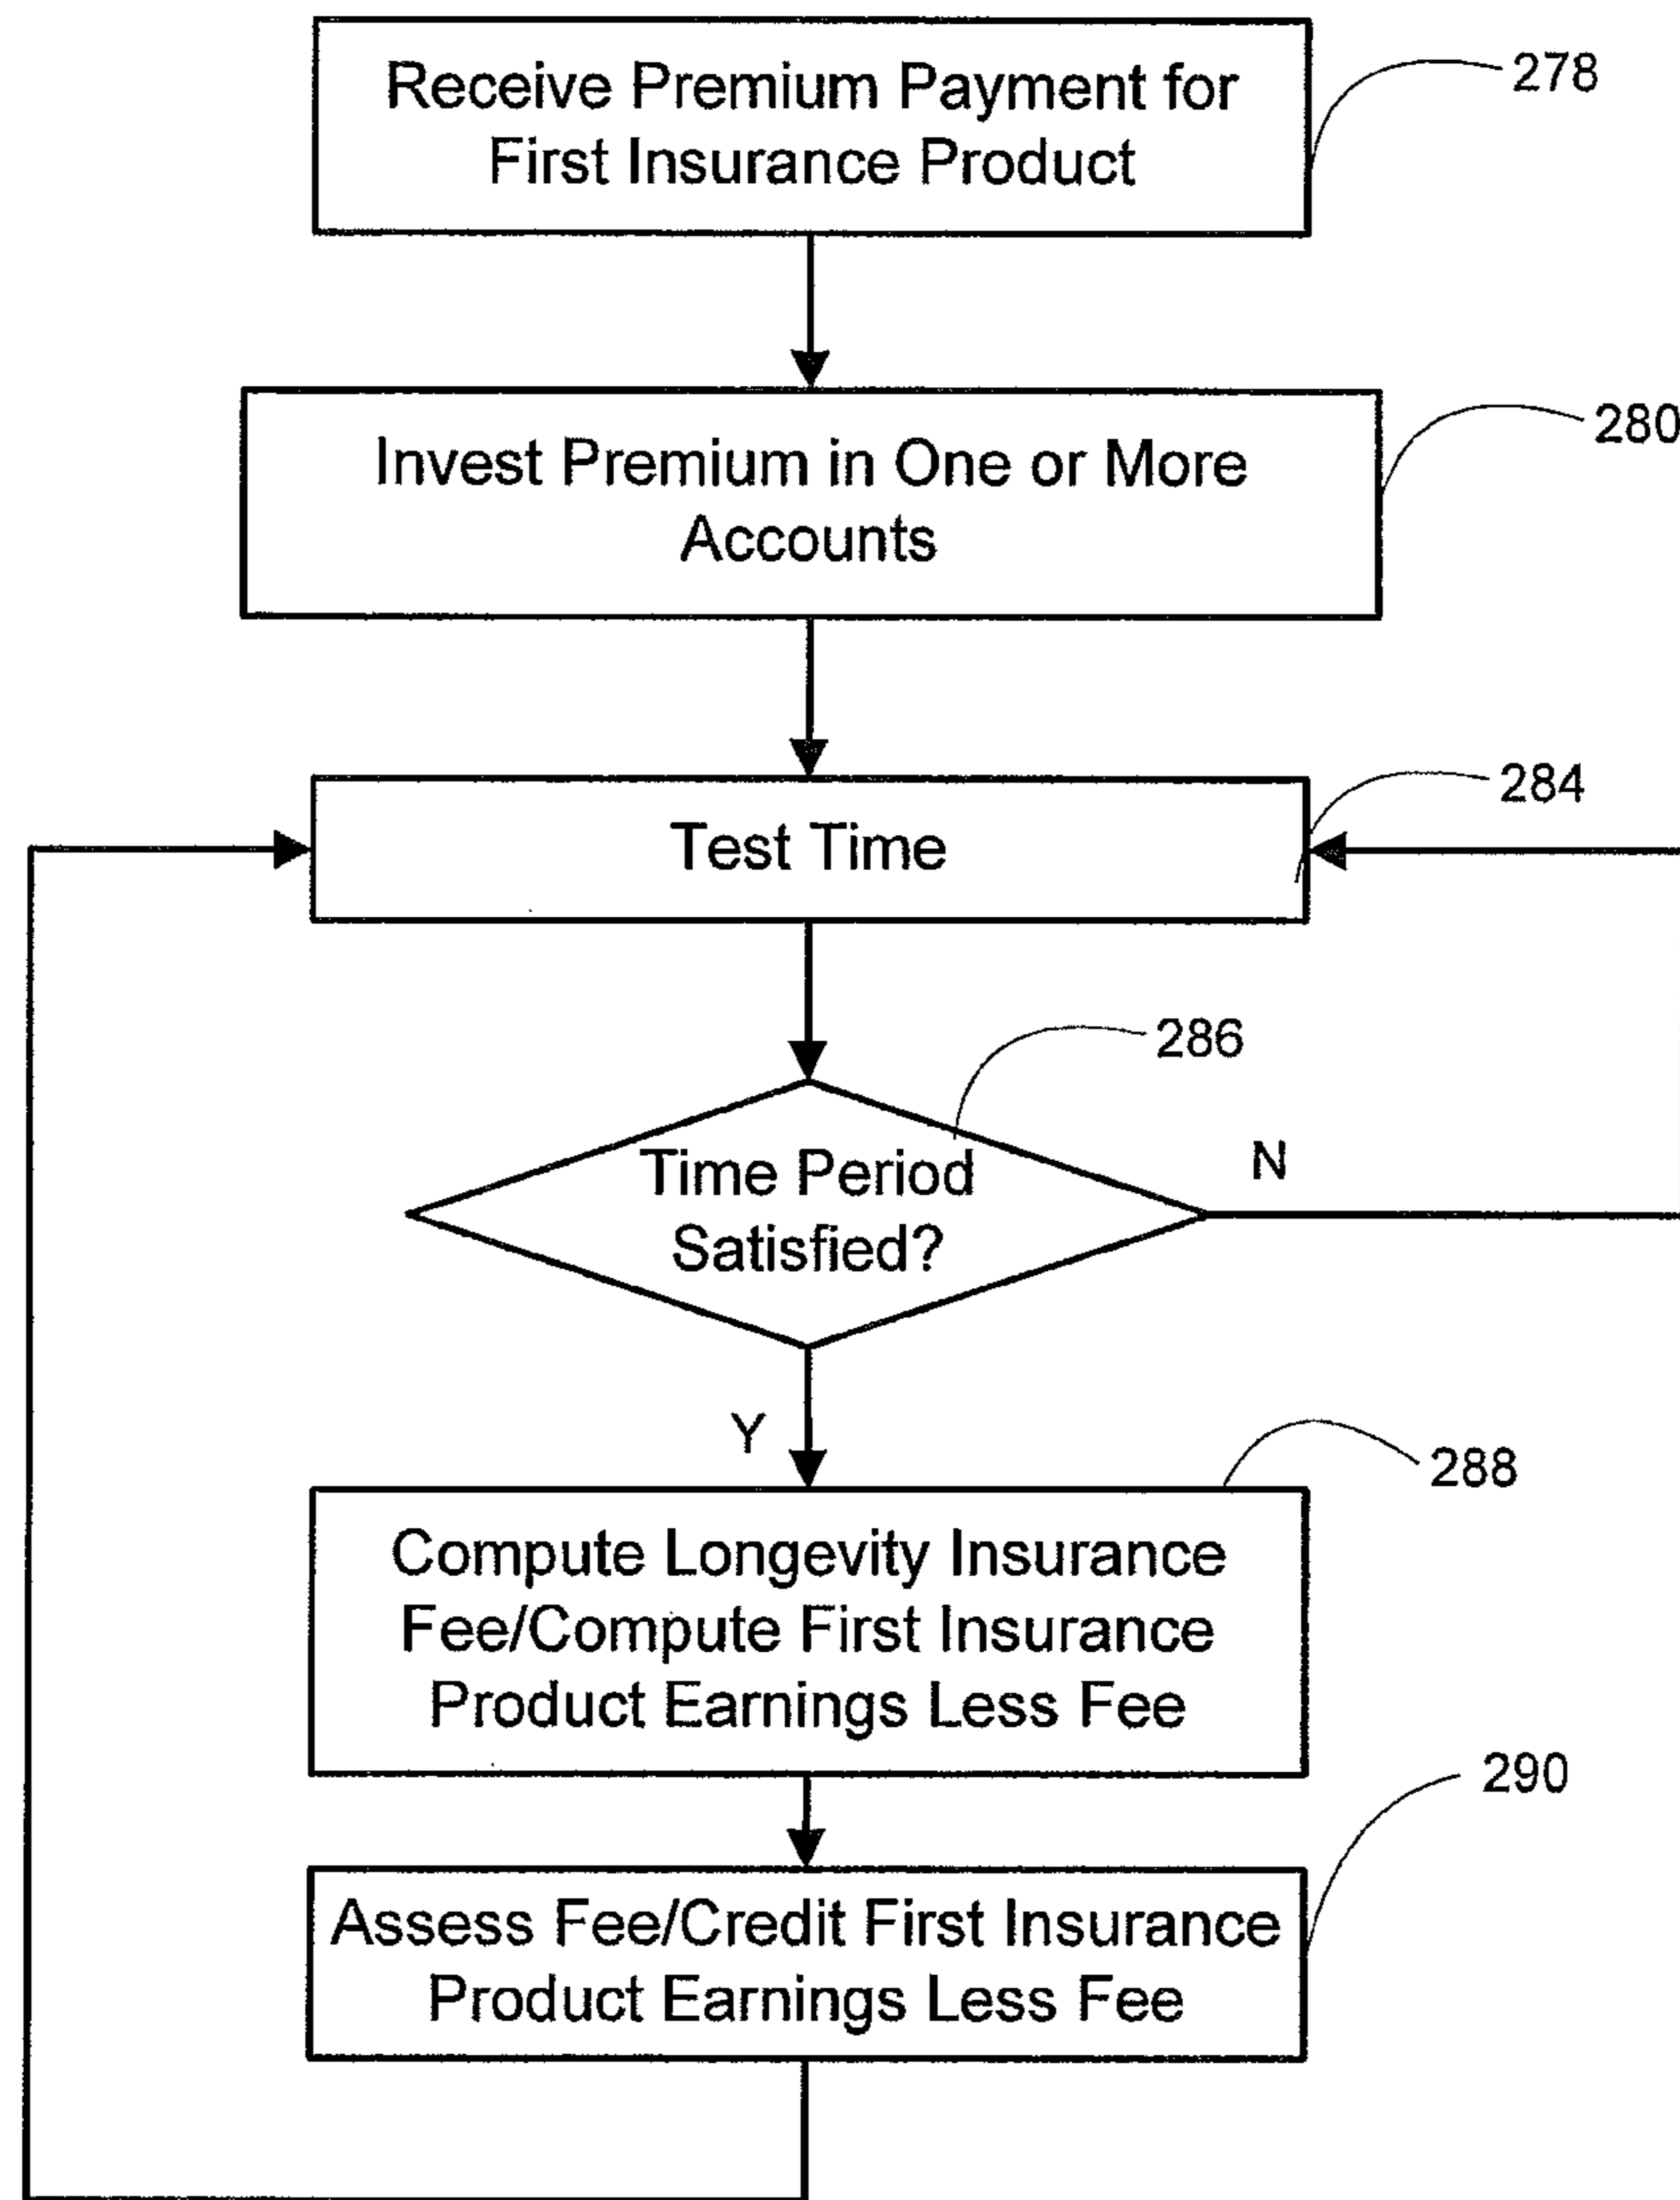 Receive Premium Payment for
First Insurance Product
278
Invest Premium in One or More
Accounts
280
Test Time
284
Time Period
Satisfied?
286
N
Y
Compute Longevity Insurance
Fee/Compute First Insurance
Product Earnings Less Fee
288
Assess Fee/Credit First Insurance
Product Earnings Less Fee
290